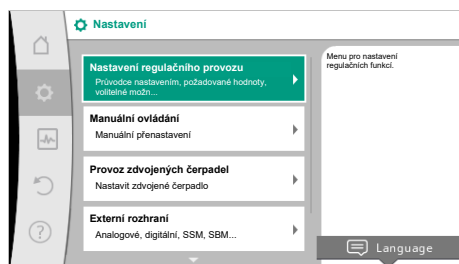 Nastavení
Nastavení regulačního provozu
Průvodce nastavením, požadované hodnoty,
volitelné možn...
Manuální ovládání
Manuální přenastavení
Provoz zdvojených čerpadel
Nastavit zdvojené čerpadlo
Externí rozhraní
Analogové, digitální, SSM, SBM...
Menu pro nastavení
regulačních funkcí.
Language